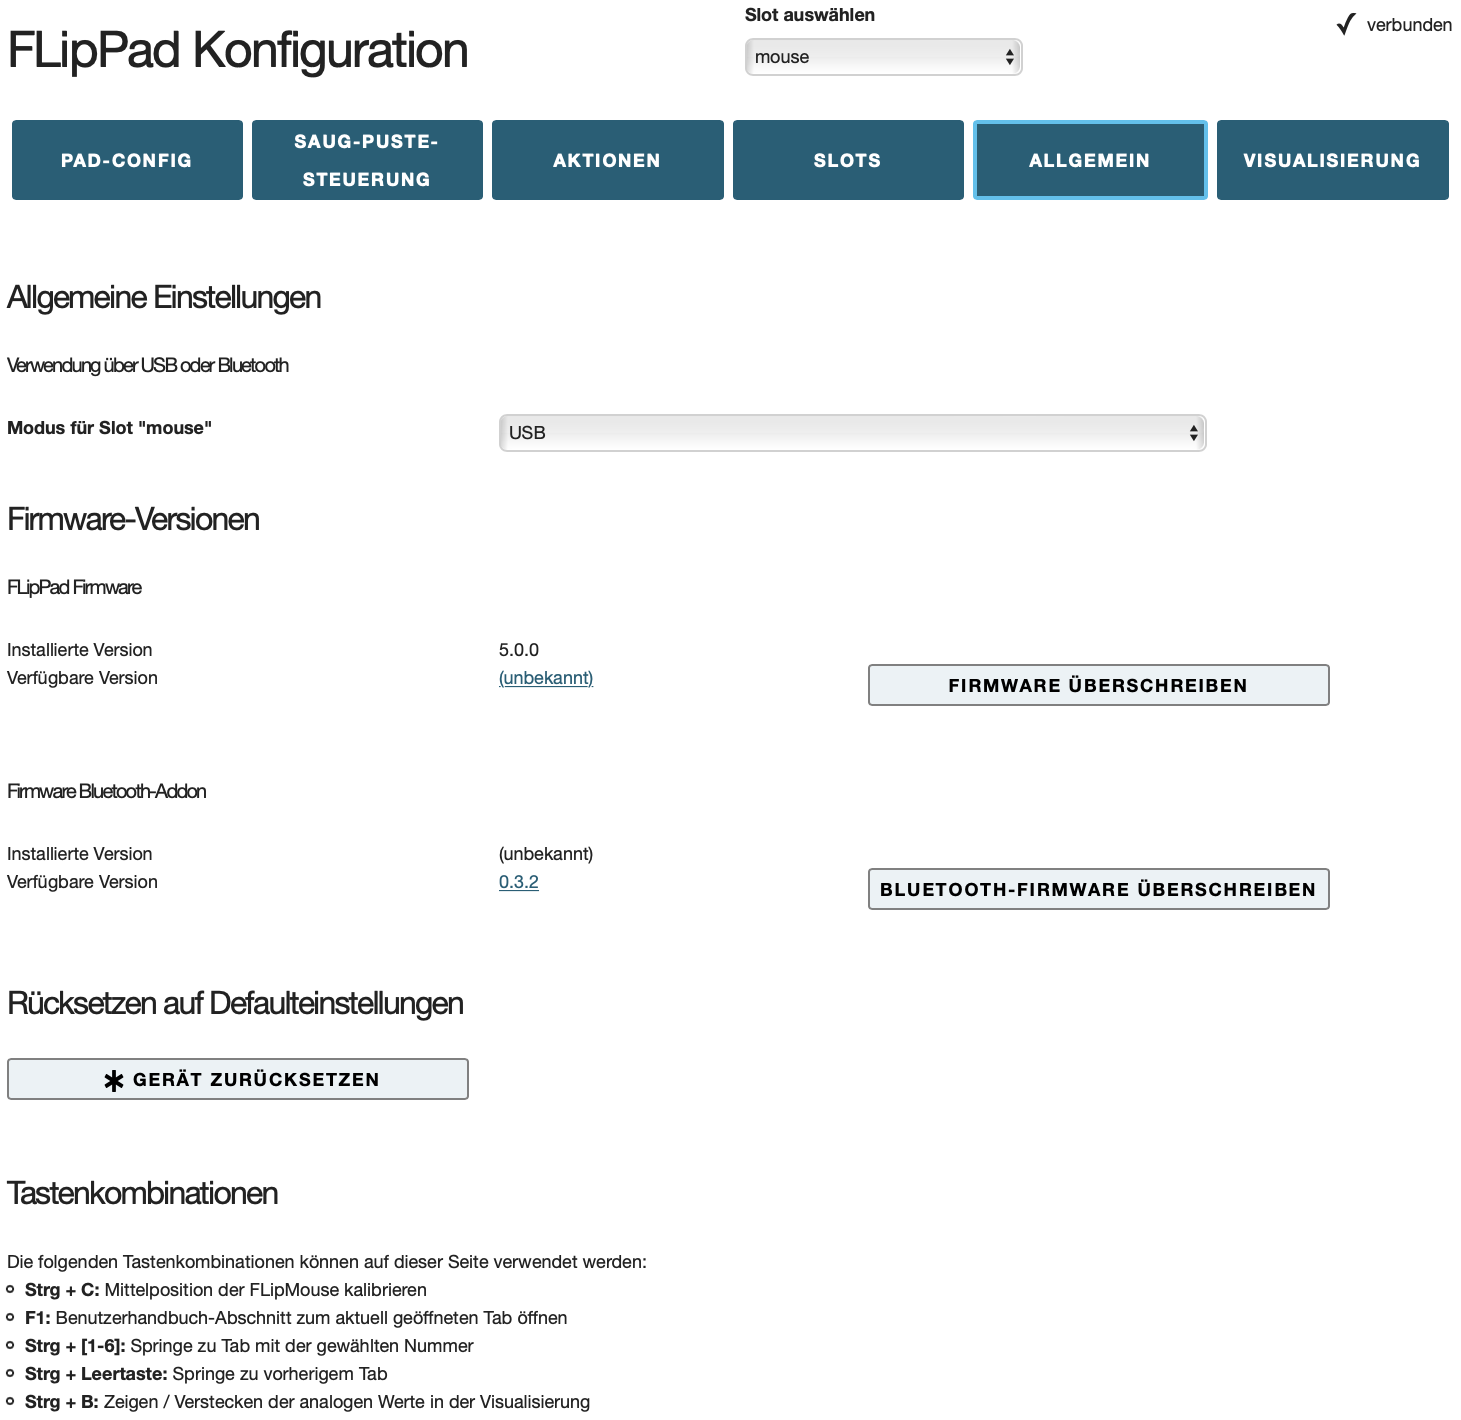 FLipPad Konfiguration
Slot auswählen
mouse
verbunden
PAD-CONFIG
SAUG-PUSTE-
STEUERUNG
AKTIONEN
SLOTS
ALLGEMEIN
VISUALISIERUNG
Allgemeine Einstellungen
Verwendung über USB oder Bluetooth
Modus für Slot "mouse"
USB
Firmware-Versionen
FLipPad Firmware
Installierte Version 5.0.0
Verfügbare Version (unbekannt)
FIRMWARE ÜBERSCHREIBEN
Firmware Bluetooth-Addon
Installierte Version (unbekannt)
Verfügbare Version 0.3.2
BLUETOOTH-FIRMWARE ÜBERSCHREIBEN
Rücksetzen auf Defaulteinstellungen
GERÄT ZURÜCKSETZEN
Tastenkombinationen
Die folgenden Tastenkombinationen können auf dieser Seite verwendet werden:
Strg + C: Mittelposition der FLipMouse kalibrieren
F1: Benutzerhandbuch-Abschnitt zum aktuell geöffneten Tab öffnen
Strg + [1-6]: Springe zu Tab mit der gewählten Nummer
Strg + Leertaste: Springe zu vorherigem Tab
Strg + B: Zeigen / Verstecken der analogen Werte in der Visualisierung